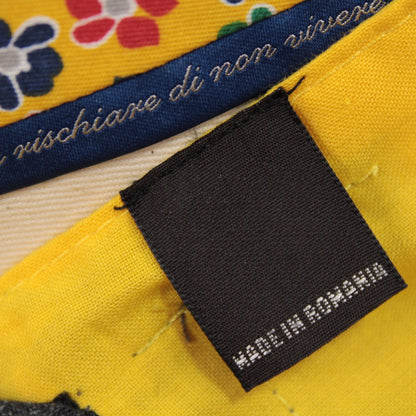 rischiare di non vivere
MADE IN ROMANIA